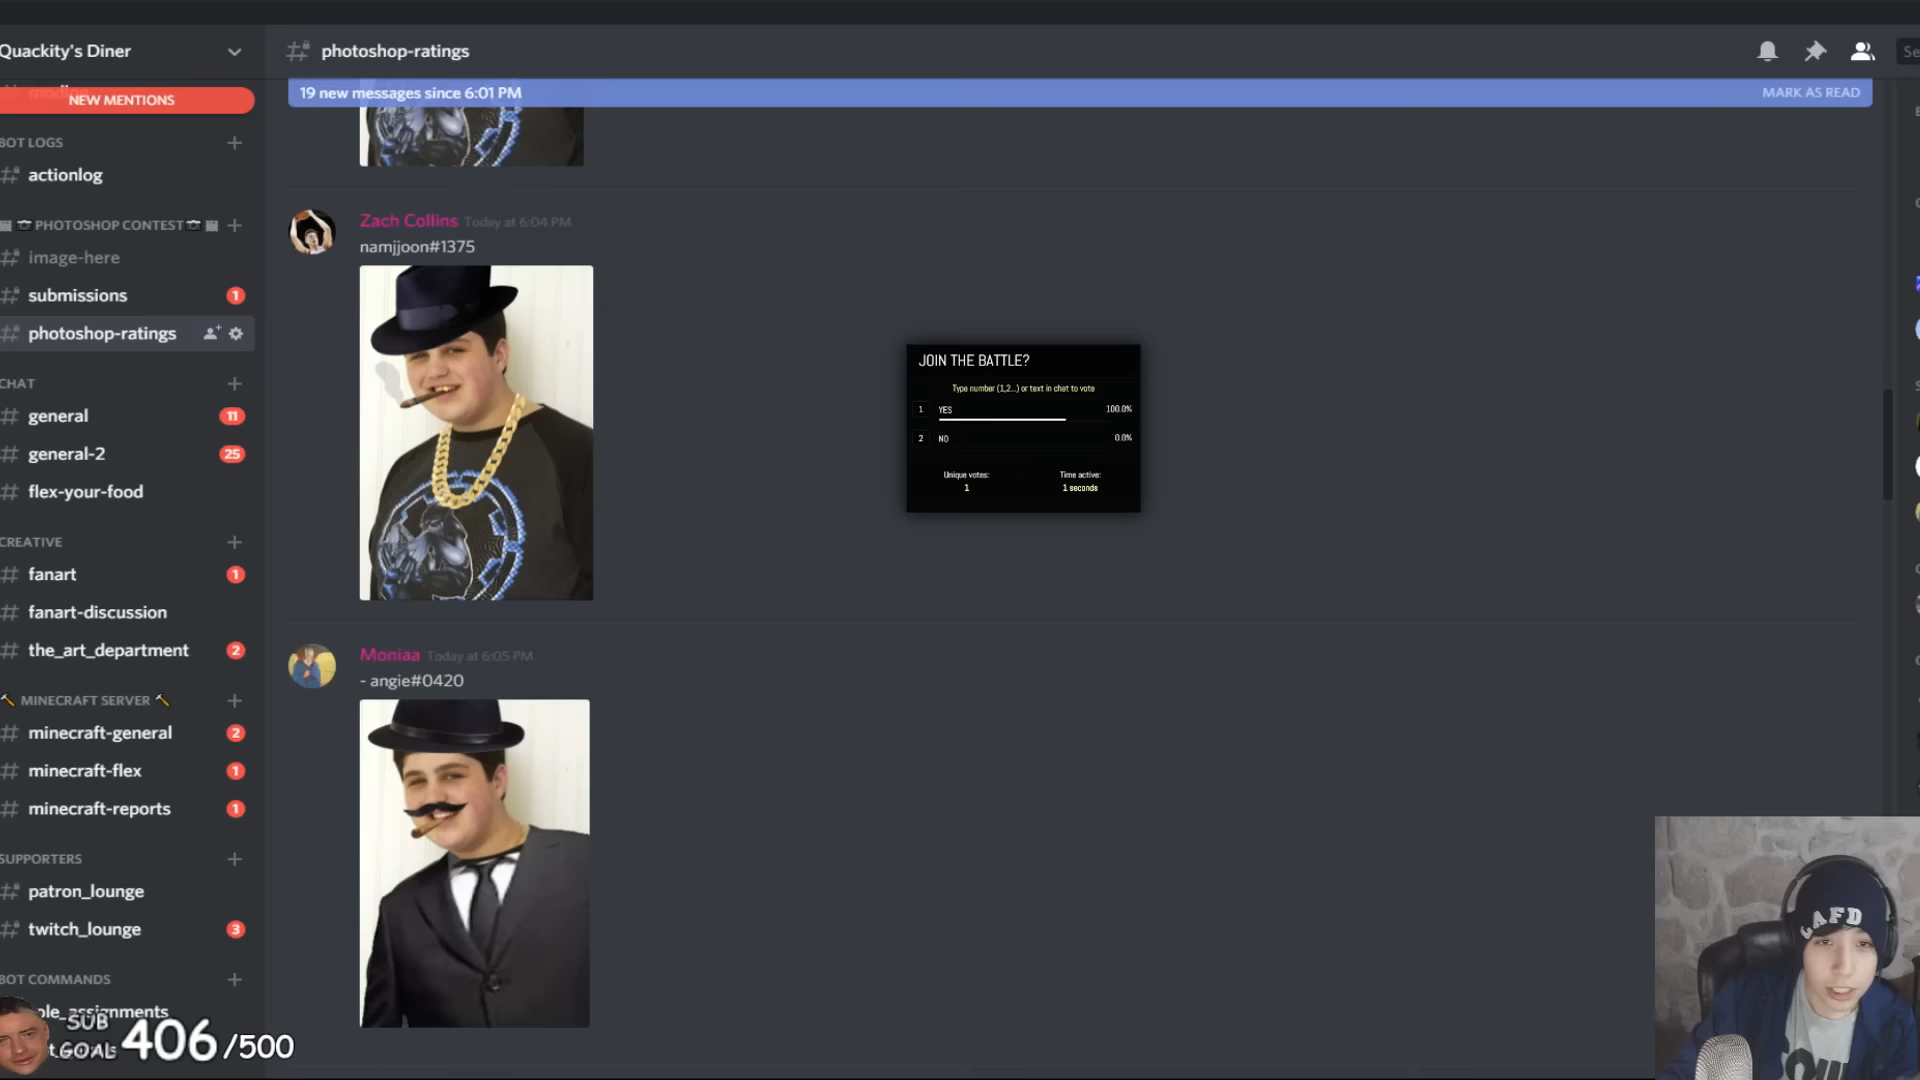 Quackity's Diner
photoshop-ratings
NEW MENTIONS
19 new messages since 6:01 PM
MARK AS READ
BOT LOGS
actionlog
PHOTOSHOP CONTEST
image-here
submissions
1
photoshop-ratings
CHAT
general
11
general-2
25
flex-your-food
CREATIVE
fanart
1
fanart-discussion
the_art_department
2
MINECRAFT SERVER
minecraft-general
2
minecraft-flex
1
minecraft-reports
1
SUPPORTERS
patron_lounge
twitch_lounge
3
BOT COMMANDS
ole_assignments
SUB
GOAL
406/500
Zach Collins Today at 6:04 PM
namjjoon#1375
JOIN THE BATTLE?
Type number (1,2...) or text in chat to vote
1 YES 100.0%
2 NO 0.0%
Unique votes: Time active:
1 1 seconds
Moniaa Today at 6:05 PM
- angie#0420